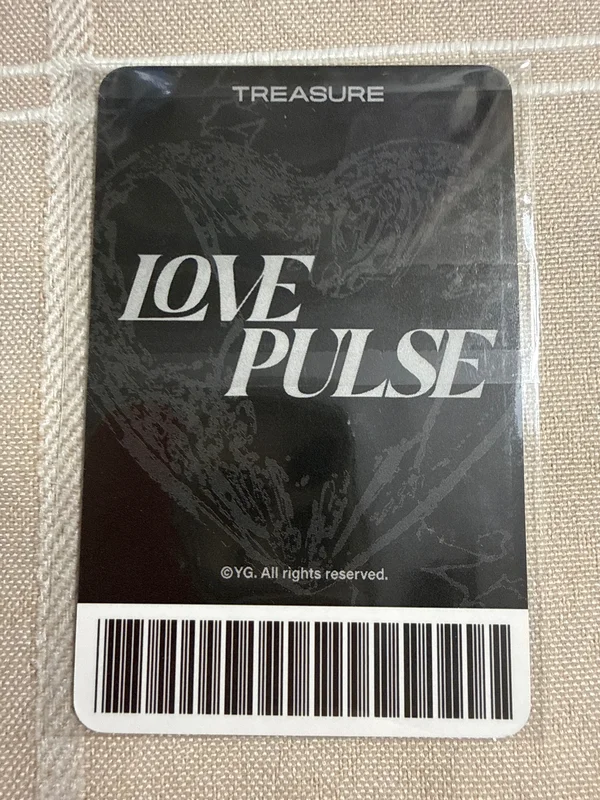 TREASURE
LOVE
PULSE
©YG. All rights reserved.